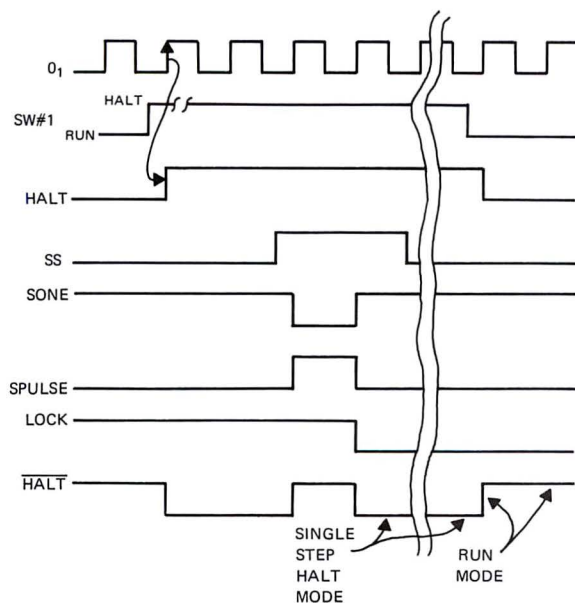 0₁
HALT
SW#1
RUN
HALT
SS
SONE
SPULSE
LOCK
HALT
SINGLE
STEP
HALT
MODE
RUN
MODE